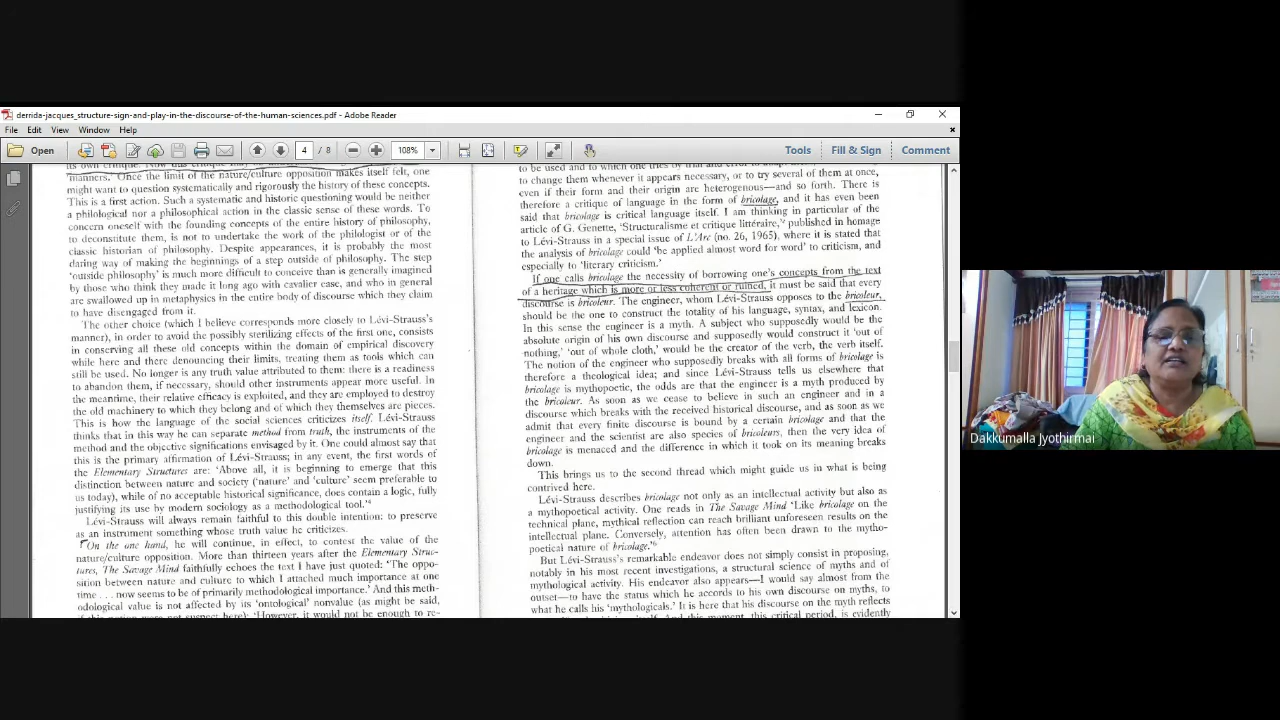 derrida-jacques_structure-sign-and-play-in-the-discourse-of-the-human-sciences.pdf - Adobe Reader
File Edit View Window Help
Open 4 / 8 108% Tools Fill & Sign Comment
its own critique.
manners.' Once the limit of the nature/culture opposition makes itself felt, one
might want to question systematically and rigorously the history of these concepts.
This is a first action. Such a systematic and historic questioning would be neither
a philological nor a philosophical action in the classic sense of these words. To
concern oneself with the founding concepts of the entire history of philosophy,
to deconstitute them, is not to undertake the work of the philologist or of the
classic historian of philosophy. Despite appearances, it is probably the most
daring way of making the beginnings of a step outside of philosophy. The step
'outside philosophy' is much more difficult to conceive than is generally imagined
by those who think they made it long ago with cavalier ease, and who in general
are swallowed up in metaphysics in the entire body of discourse which they claim
to have disengaged from it.
The other choice (which I believe corresponds more closely to Lévi-Strauss's
manner), in order to avoid the possibly sterilizing effects of the first one, consists
in conserving all these old concepts within the domain of empirical discovery
while here and there denouncing their limits, treating them as tools which can
still be used. No longer is any truth value attributed to them: there is a readiness
to abandon them, if necessary, should other instruments appear more useful. In
the meantime, their relative efficacy is exploited, and they are employed to destroy
the old machinery to which they belong and of which they themselves are pieces.
This is how the language of the social sciences criticizes itself. Lévi-Strauss
thinks that in this way he can separate method from truth, the instruments of the
method and the objective significations envisaged by it. One could almost say that
this is the primary affirmation of Lévi-Strauss; in any event, the first words of
the Elementary Structures are: 'Above all, it is beginning to emerge that this
distinction between nature and society ('nature' and 'culture' seem preferable to
us today), while of no acceptable historical significance, does contain a logic, fully
justifying its use by modern sociology as a methodological tool.'4
Lévi-Strauss will always remain faithful to this double intention: to preserve
as an instrument something whose truth value he criticizes.
On the one hand, he will continue, in effect, to contest the value of the
nature/culture opposition. More than thirteen years after the Elementary Struc-
tures, The Savage Mind faithfully echoes the text I have just quoted: 'The oppo-
sition between nature and culture to which I attached much importance at one
time . . . now seems to be of primarily methodological importance.' And this meth-
odological value is not affected by its 'ontological' nonvalue (as might be said,
if this notion were not suspect here): 'However, it would not be enough to re-
to be used and to which one tries by trial and error to
to change them whenever it appears necessary, or to try several of them at once,
even if their form and their origin are heterogenous—and so forth. There is
therefore a critique of language in the form of bricolage, and it has even been
said that bricolage is critical language itself. I am thinking in particular of the
article of G. Genette, 'Structuralisme et critique littéraire,' published in homage
to Lévi-Strauss in a special issue of L'Arc (no. 26, 1965), where it is stated that
the analysis of bricolage could 'be applied almost word for word' to criticism, and
especially to 'literary criticism.'
If one calls bricolage the necessity of borrowing one's concepts from the text
of a heritage which is more or less coherent or ruined, it must be said that every
discourse is bricoleur. The engineer, whom Lévi-Strauss opposes to the bricoleur,
should be the one to construct the totality of his language, syntax, and lexicon.
In this sense the engineer is a myth. A subject who supposedly would be the
absolute origin of his own discourse and supposedly would construct it 'out of
nothing,' 'out of whole cloth,' would be the creator of the verb, the verb itself.
The notion of the engineer who supposedly breaks with all forms of bricolage is
therefore a theological idea; and since Lévi-Strauss tells us elsewhere that
bricolage is mythopoetic, the odds are that the engineer is a myth produced by
the bricoleur. As soon as we cease to believe in such an engineer and in a
discourse which breaks with the received historical discourse, and as soon as we
admit that every finite discourse is bound by a certain bricolage and that the
engineer and the scientist are also species of bricoleurs, then the very idea of
bricolage is menaced and the difference in which it took on its meaning breaks
down.
This brings us to the second thread which might guide us in what is being
contrived here.
Lévi-Strauss describes bricolage not only as an intellectual activity but also as
a mythopoetical activity. One reads in The Savage Mind 'Like bricolage on the
technical plane, mythical reflection can reach brilliant unforeseen results on the
intellectual plane. Conversely, attention has often been drawn to the mytho-
poetical nature of bricolage.'6
But Lévi-Strauss's remarkable endeavor does not simply consist in proposing,
notably in his most recent investigations, a structural science of myths and of
mythological activity. His endeavor also appears—I would say almost from the
outset—to have the status which he accords to his own discourse on myths, to
what he calls his 'mythologicals.' It is here that his discourse on the myth reflects
And this moment, this critical period, is evidently
Dakkumalla Jyothirmai